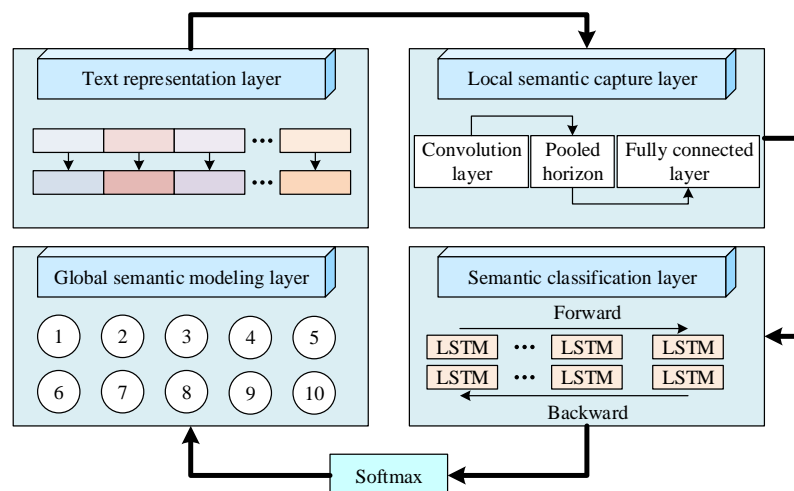 Text representation layer
Local semantic capture layer
Convolution
layer
Pooled
horizon
Fully connected
layer
Global semantic modeling layer
1 2 3 4 5
6 7 8 9 10
Semantic classification layer
Forward
LSTM ••• LSTM LSTM
LSTM ••• LSTM LSTM
Backward
Softmax